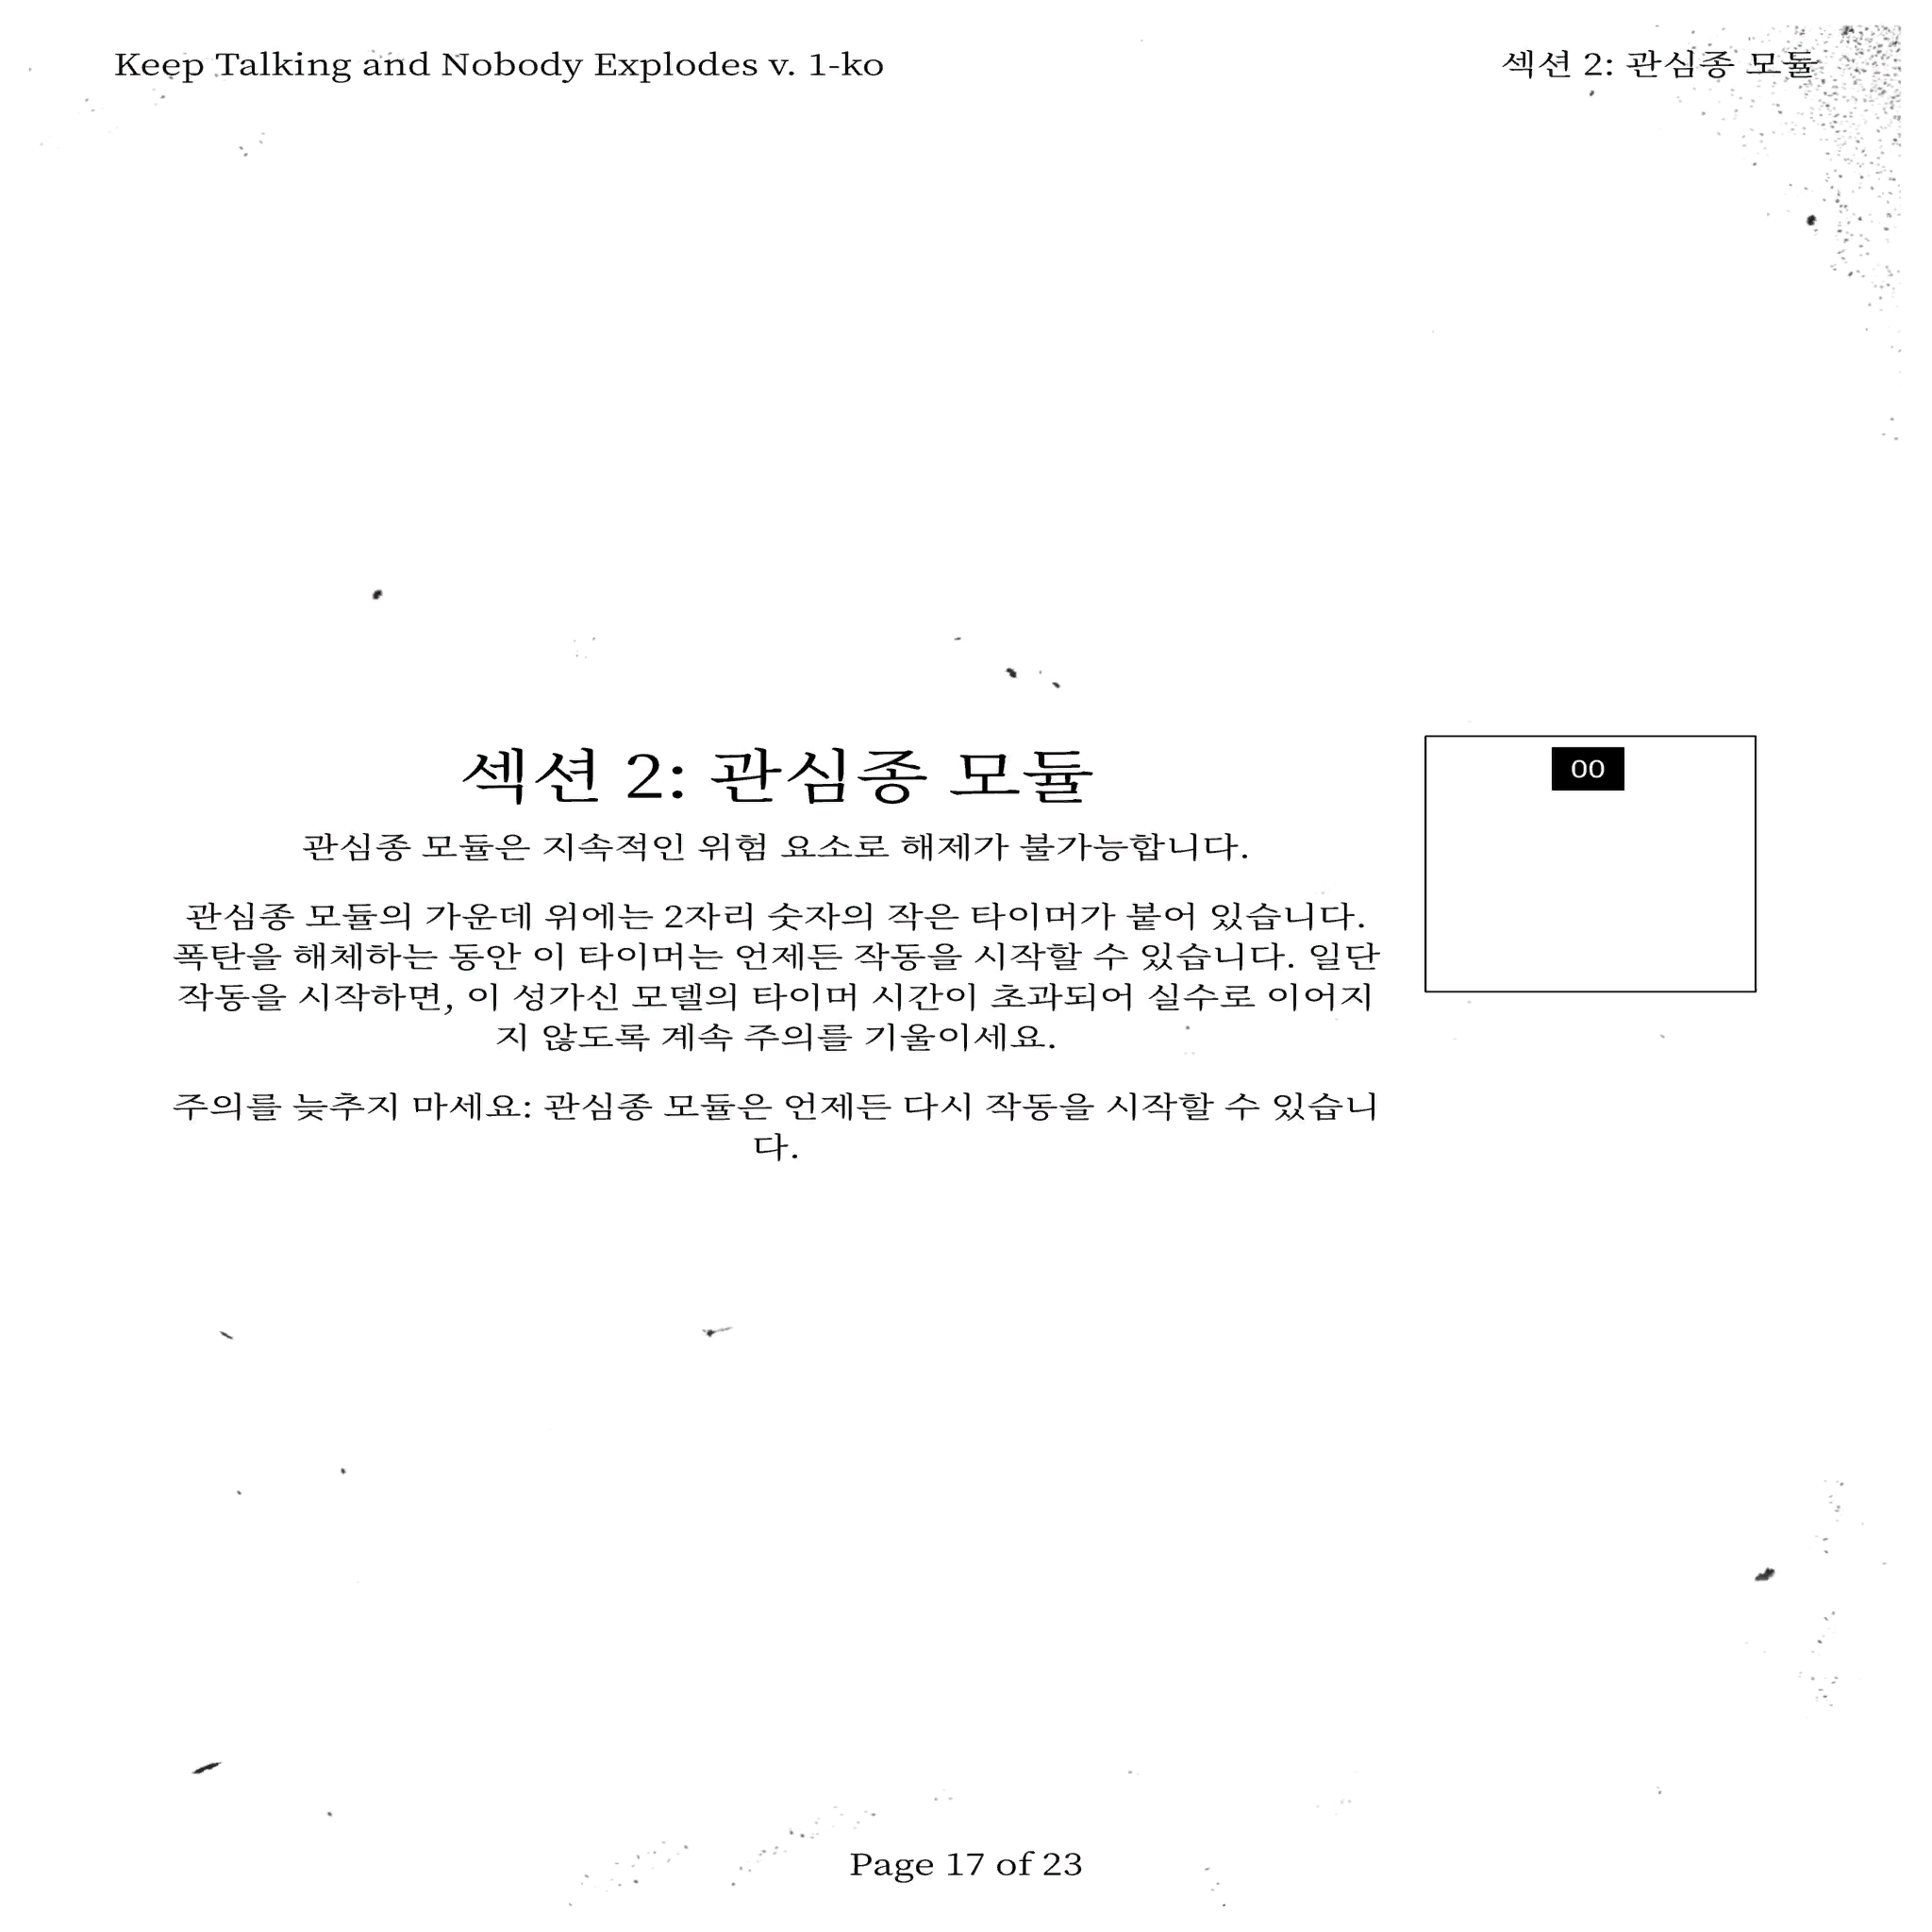 Keep Talking and Nobody Explodes v. 1-ko
섹션 2: 관심종 모듈
섹션 2: 관심종 모듈
00
관심종 모듈은 지속적인 위험 요소로 해제가 불가능합니다.
관심종 모듈의 가운데 위에는 2자리 숫자의 작은 타이머가 붙어 있습니다.
폭탄을 해체하는 동안 이 타이머는 언제든 작동을 시작할 수 있습니다. 일단
작동을 시작하면, 이 성가신 모델의 타이머 시간이 초과되어 실수로 이어지
지 않도록 계속 주의를 기울이세요.
주의를 늦추지 마세요: 관심종 모듈은 언제든 다시 작동을 시작할 수 있습니
다.
Page 17 of 23